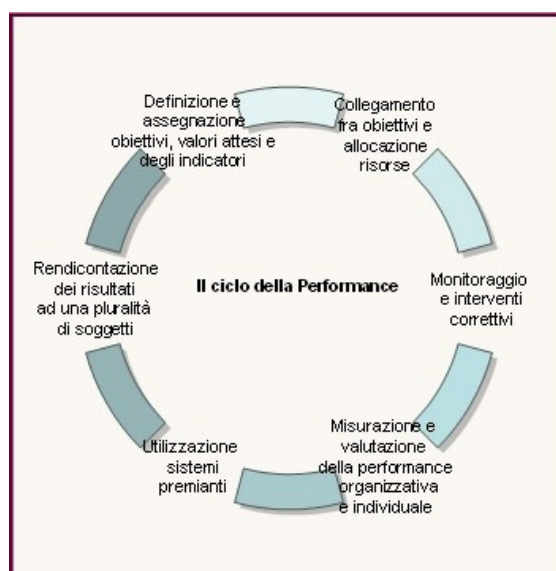 Definizione e
assegnazione
obiettivi, valori attesi e
degli indicatori
Collegamento
fra obiettivi e
allocazione
risorse
Monitoraggio
e interventi
correttivi
Misurazione e
valutazione
della performance
organizzativa
e individuale
Utilizzazione
sistemi
premianti
Rendicontazione
dei risultati
ad una pluralità
di soggetti
Il ciclo della Performance